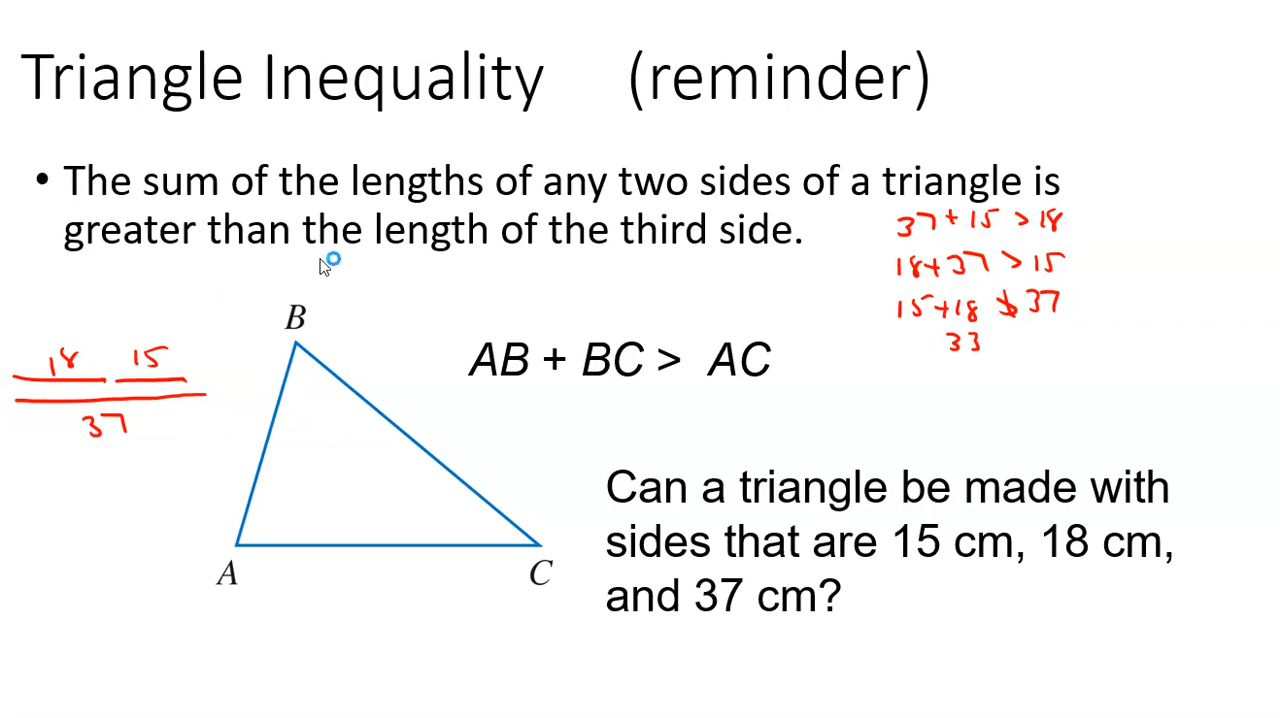 Triangle Inequality (reminder)
• The sum of the lengths of any two sides of a triangle is
greater than the length of the third side.
37+15 >18
18+37 >15
15+18 ≯ 37
33
B
18 15
AB + BC > AC
37
Can a triangle be made with
sides that are 15 cm, 18 cm,
A C
and 37 cm?